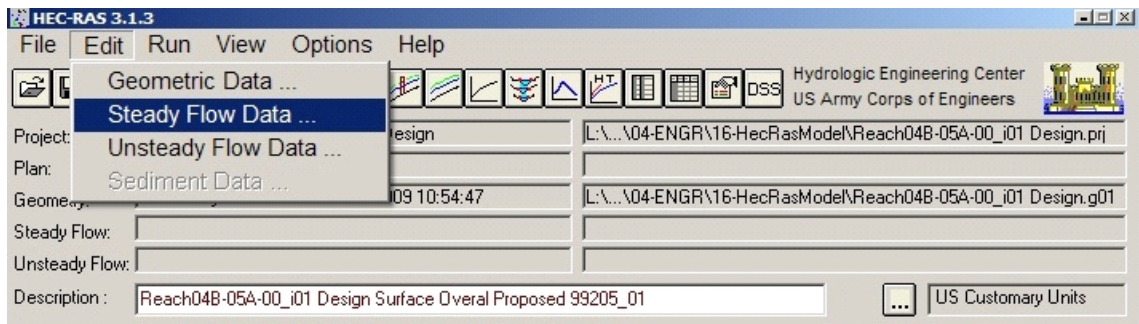 HEC-RAS 3.1.3
File Edit Run View Options Help
Geometric Data ...
Steady Flow Data ...
Unsteady Flow Data ...
Sediment Data ...
H.T. DSS
Hydrologic Engineering Center
US Army Corps of Engineers
Project: Design L:\...\04-ENGR\16-HecRasModel\Reach04B-05A-00_i01 Design.prj
Plan:
09 10:54:47 L:\...\04-ENGR\16-HecRasModel\Reach04B-05A-00_i01 Design.g01
Steady Flow:
Unsteady Flow:
Description : Reach04B-05A-00_i01 Design Surface Overal Proposed 99205_01 ... US Customary Units